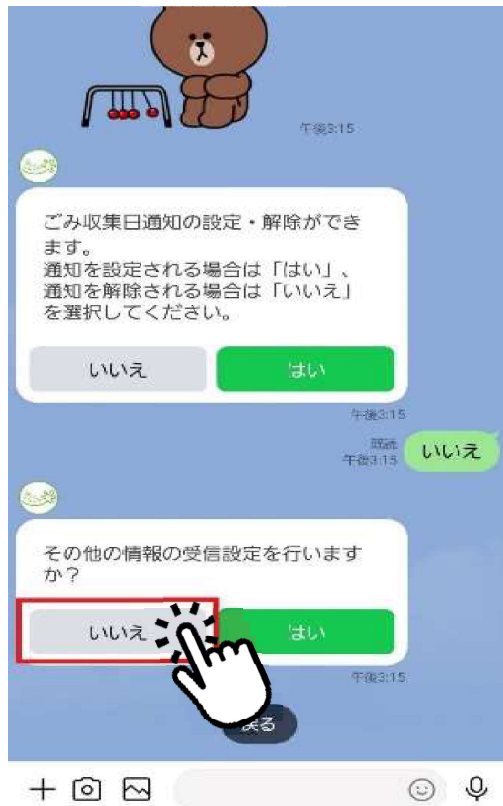 午後3:15
ごみ収集日通知の設定・解除ができ
ます。
通知を設定される場合は「はい」、
通知を解除される場合は「いいえ」
を選択してください。
いいえ はい
午後3:15
既読
午後3:15
いいえ
その他の情報の受信設定を行います
か？
いいえ はい
午後3:15
戻る